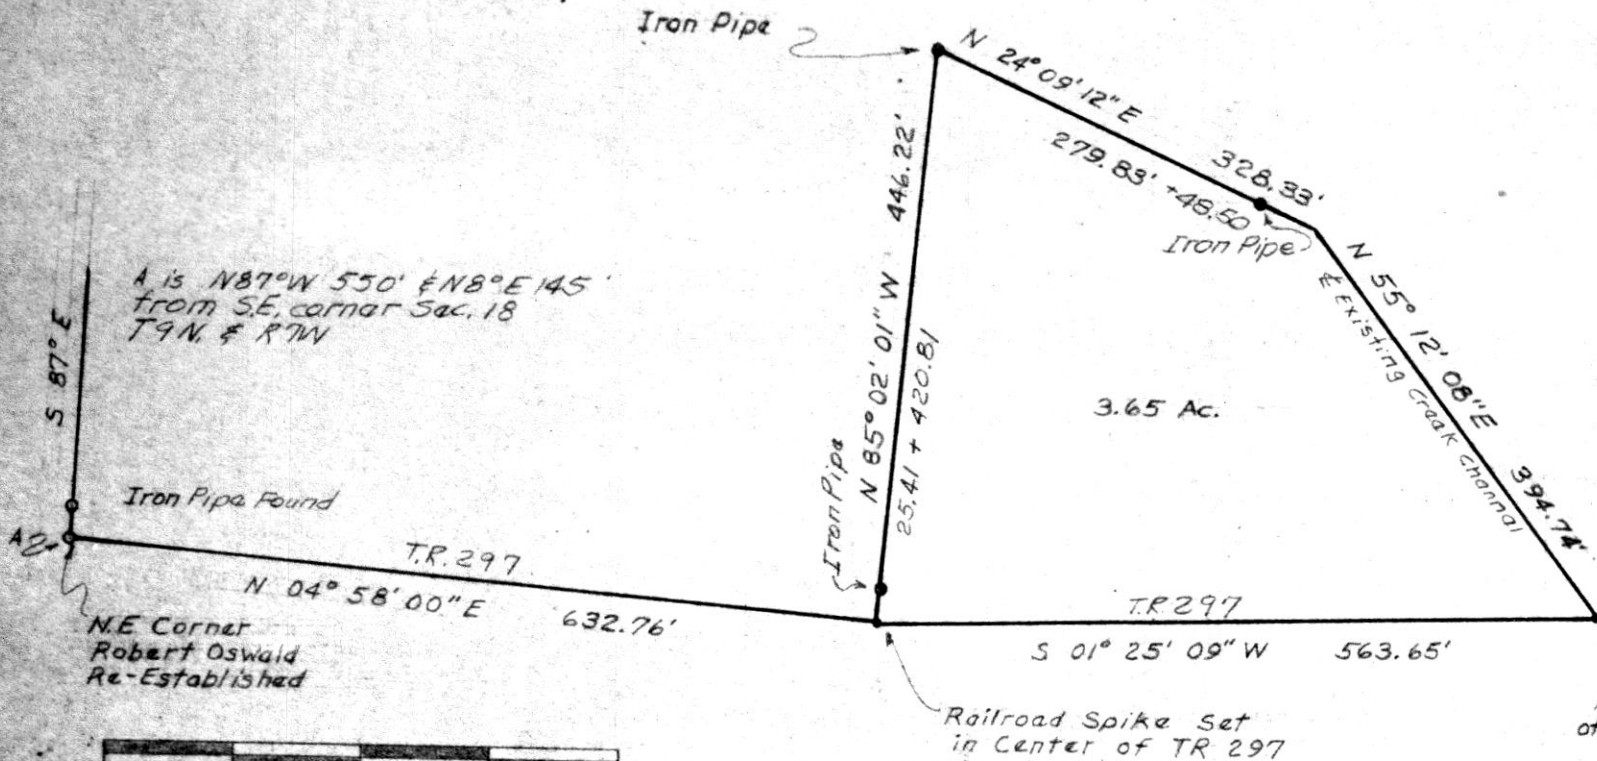 Iron Pipe
N 24° 09' 12" E
328.33'
279.83' + 48.50
Iron Pipe
N 85° 02' 01" W 446.22'
25.41 + 420.81
Iron Pipe
N 55° 12' 08" E
394.74'
℄ Existing Creek Channel
3.65 Ac.
A is N87°W 550' & N8°E 145'
from S.E. corner Sec. 18
T9N. & R7W
S 87° E
Iron Pipe Found
A
T.R. 297
N 04° 58' 00" E 632.76'
N.E Corner
Robert Oswald
Re-Established
T.R. 297
S 01° 25' 09" W 563.65'
Railroad Spike Set
in Center of TR 297